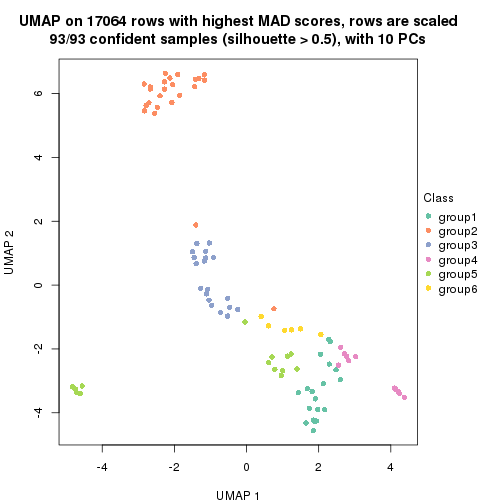 UMAP on 17064 rows with highest MAD scores, rows are scaled
93/93 confident samples (silhouette > 0.5), with 10 PCs
6
4
2
0
-2
-4
UMAP 2
-4
-2
0
2
4
UMAP 1
Class
group1
group2
group3
group4
group5
group6